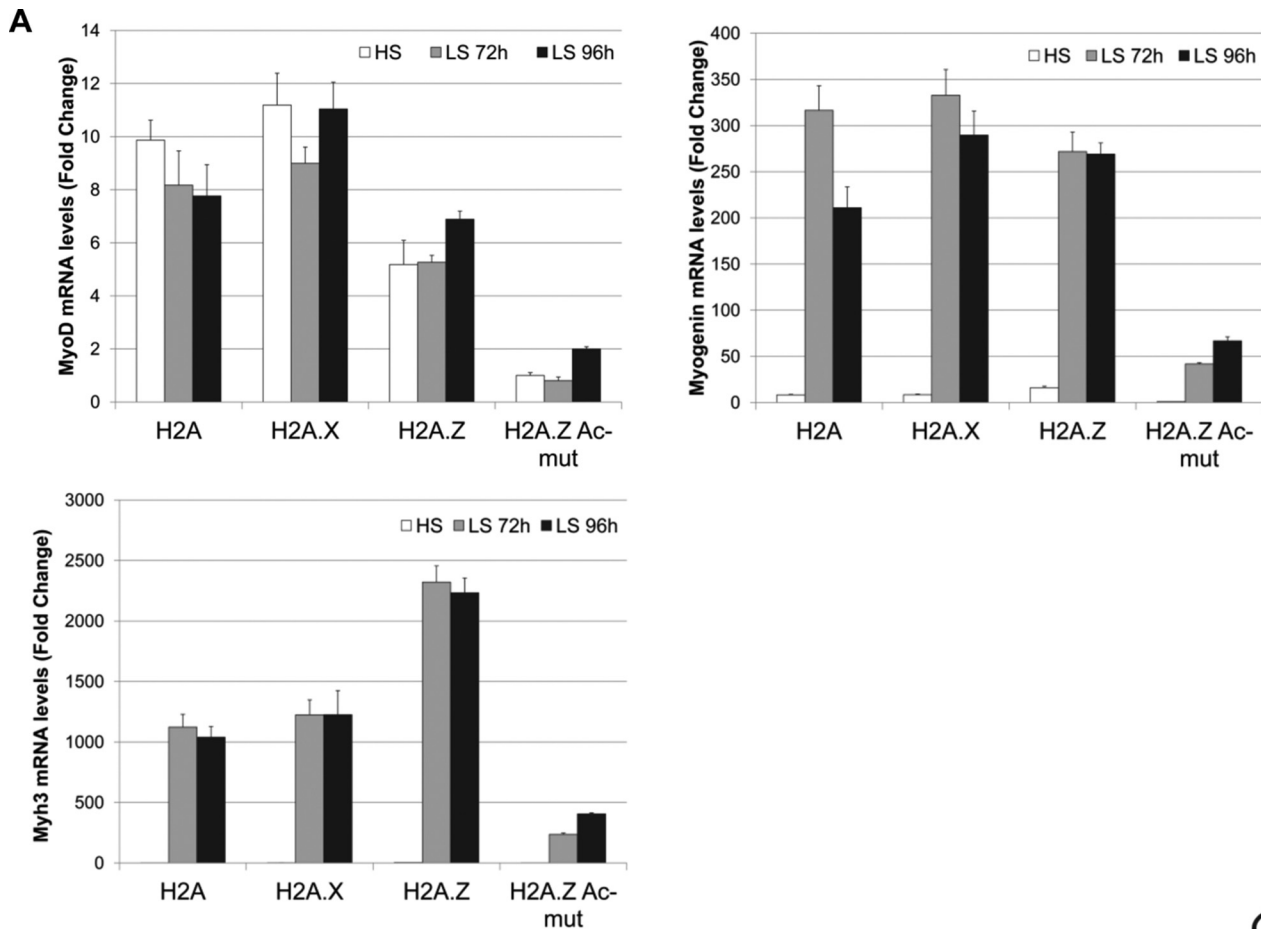 A
MyoD mRNA levels (Fold Change)
14
12
10
8
6
4
2
0
HS LS 72h LS 96h
H2A H2A.X H2A.Z H2A.Z Ac-
mut
Myogenin mRNA levels (Fold Change)
400
350
300
250
200
150
100
50
0
HS LS 72h LS 96h
H2A H2A.X H2A.Z H2A.Z Ac-
mut
Myh3 mRNA levels (Fold Change)
3000
2500
2000
1500
1000
500
0
HS LS 72h LS 96h
H2A H2A.X H2A.Z H2A.Z Ac-
mut